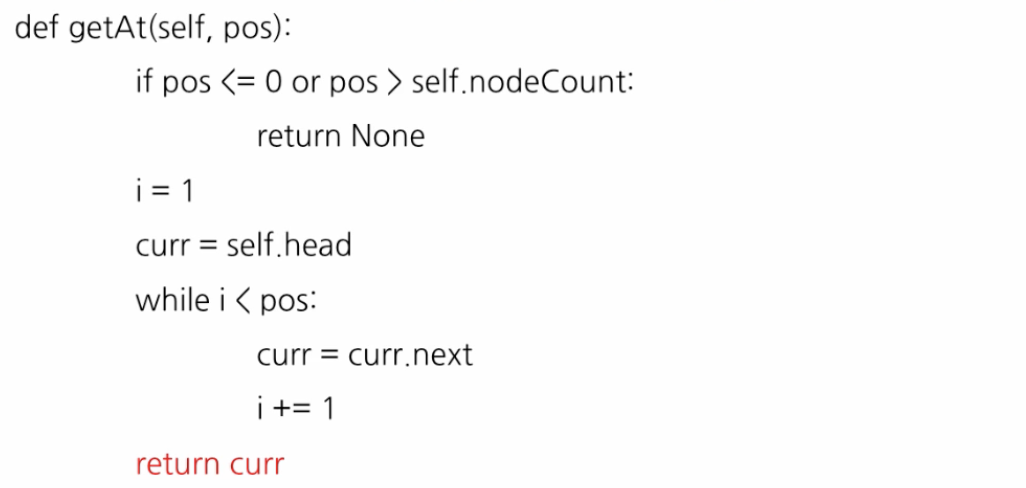 def getAt(self, pos):
if pos <= 0 or pos > self.nodeCount:
return None
i = 1
curr = self.head
while i < pos:
curr = curr.next
i += 1
return curr